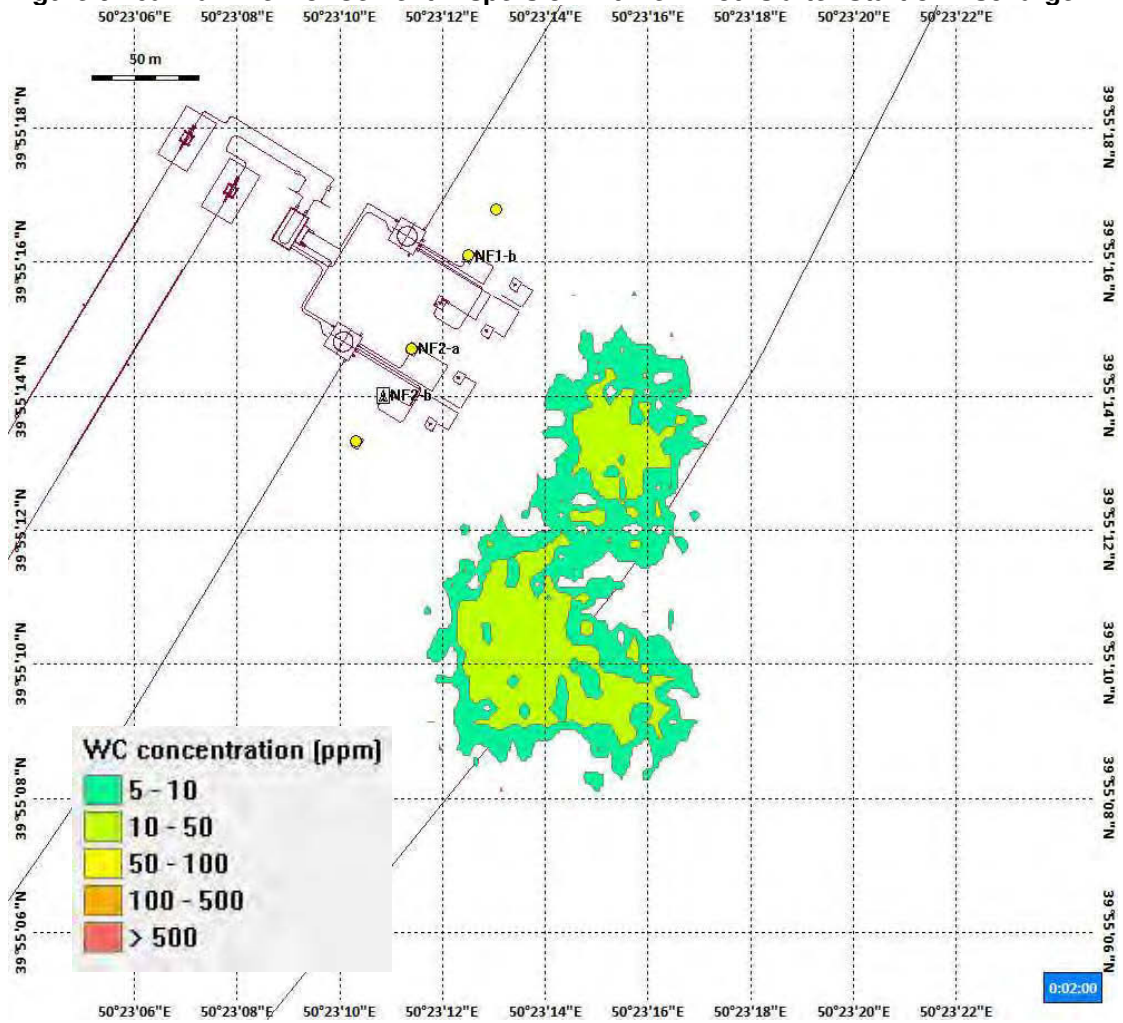 50°23'06"E 50°23'08"E 50°23'10"E 50°23'12"E 50°23'14"E 50°23'16"E 50°23'18"E 50°23'20"E 50°23'22"E
50 m
39°55'18"N 39°55'18"N
39°55'16"N 39°55'16"N
NF1-b
NF2-a
39°55'14"N 39°55'14"N
NF2-b
39°55'12"N 39°55'12"N
39°55'10"N 39°55'10"N
WC concentration [ppm]
5 - 10
10 - 50
50 - 100
100 - 500
> 500
39°55'08"N 39°55'08"N
39°55'06"N 39°55'06"N
0:02:00
50°23'06"E 50°23'08"E 50°23'10"E 50°23'12"E 50°23'14"E 50°23'16"E 50°23'18"E 50°23'20"E 50°23'22"E